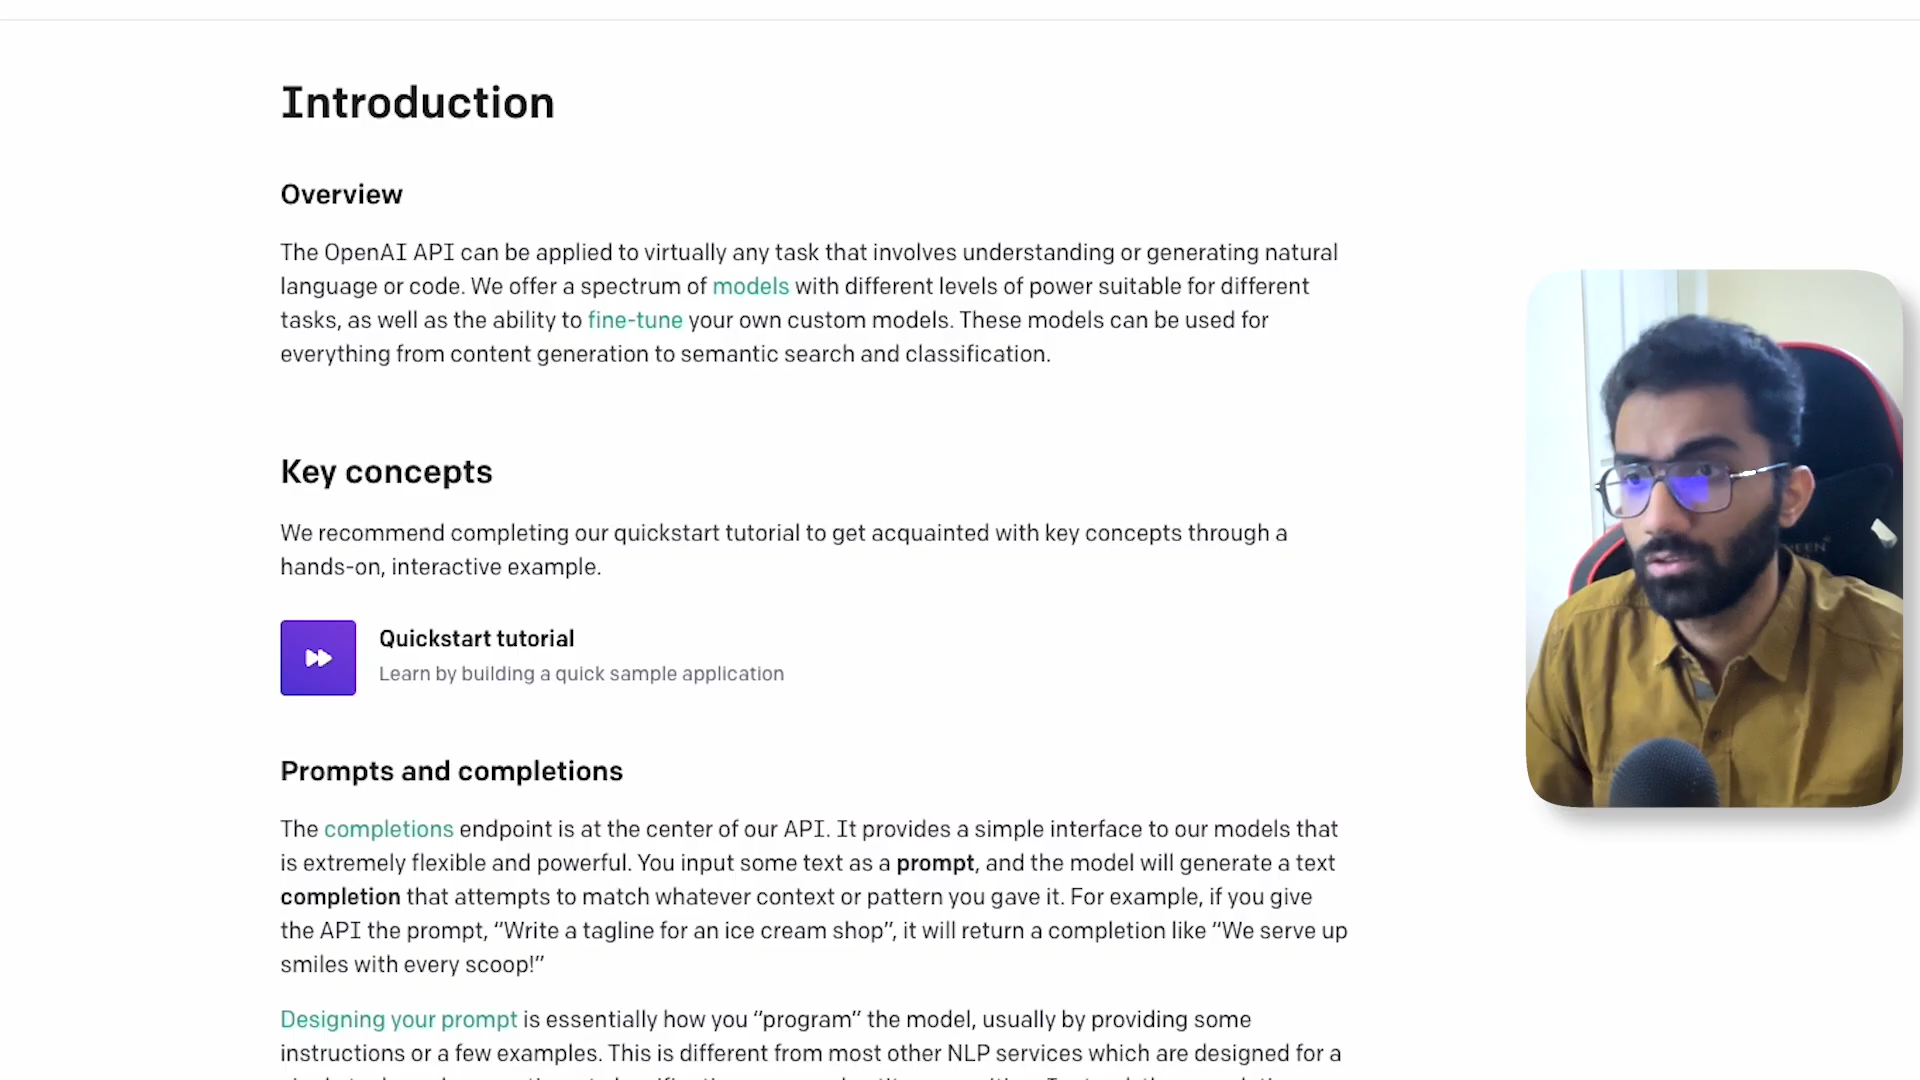 Introduction
Overview
The OpenAI API can be applied to virtually any task that involves understanding or generating natural
language or code. We offer a spectrum of models with different levels of power suitable for different
tasks, as well as the ability to fine-tune your own custom models. These models can be used for
everything from content generation to semantic search and classification.
Key concepts
We recommend completing our quickstart tutorial to get acquainted with key concepts through a
hands-on, interactive example.
Quickstart tutorial
Learn by building a quick sample application
Prompts and completions
The completions endpoint is at the center of our API. It provides a simple interface to our models that
is extremely flexible and powerful. You input some text as a prompt, and the model will generate a text
completion that attempts to match whatever context or pattern you gave it. For example, if you give
the API the prompt, “Write a tagline for an ice cream shop”, it will return a completion like “We serve up
smiles with every scoop!”
Designing your prompt is essentially how you “program” the model, usually by providing some
instructions or a few examples. This is different from most other NLP services which are designed for a